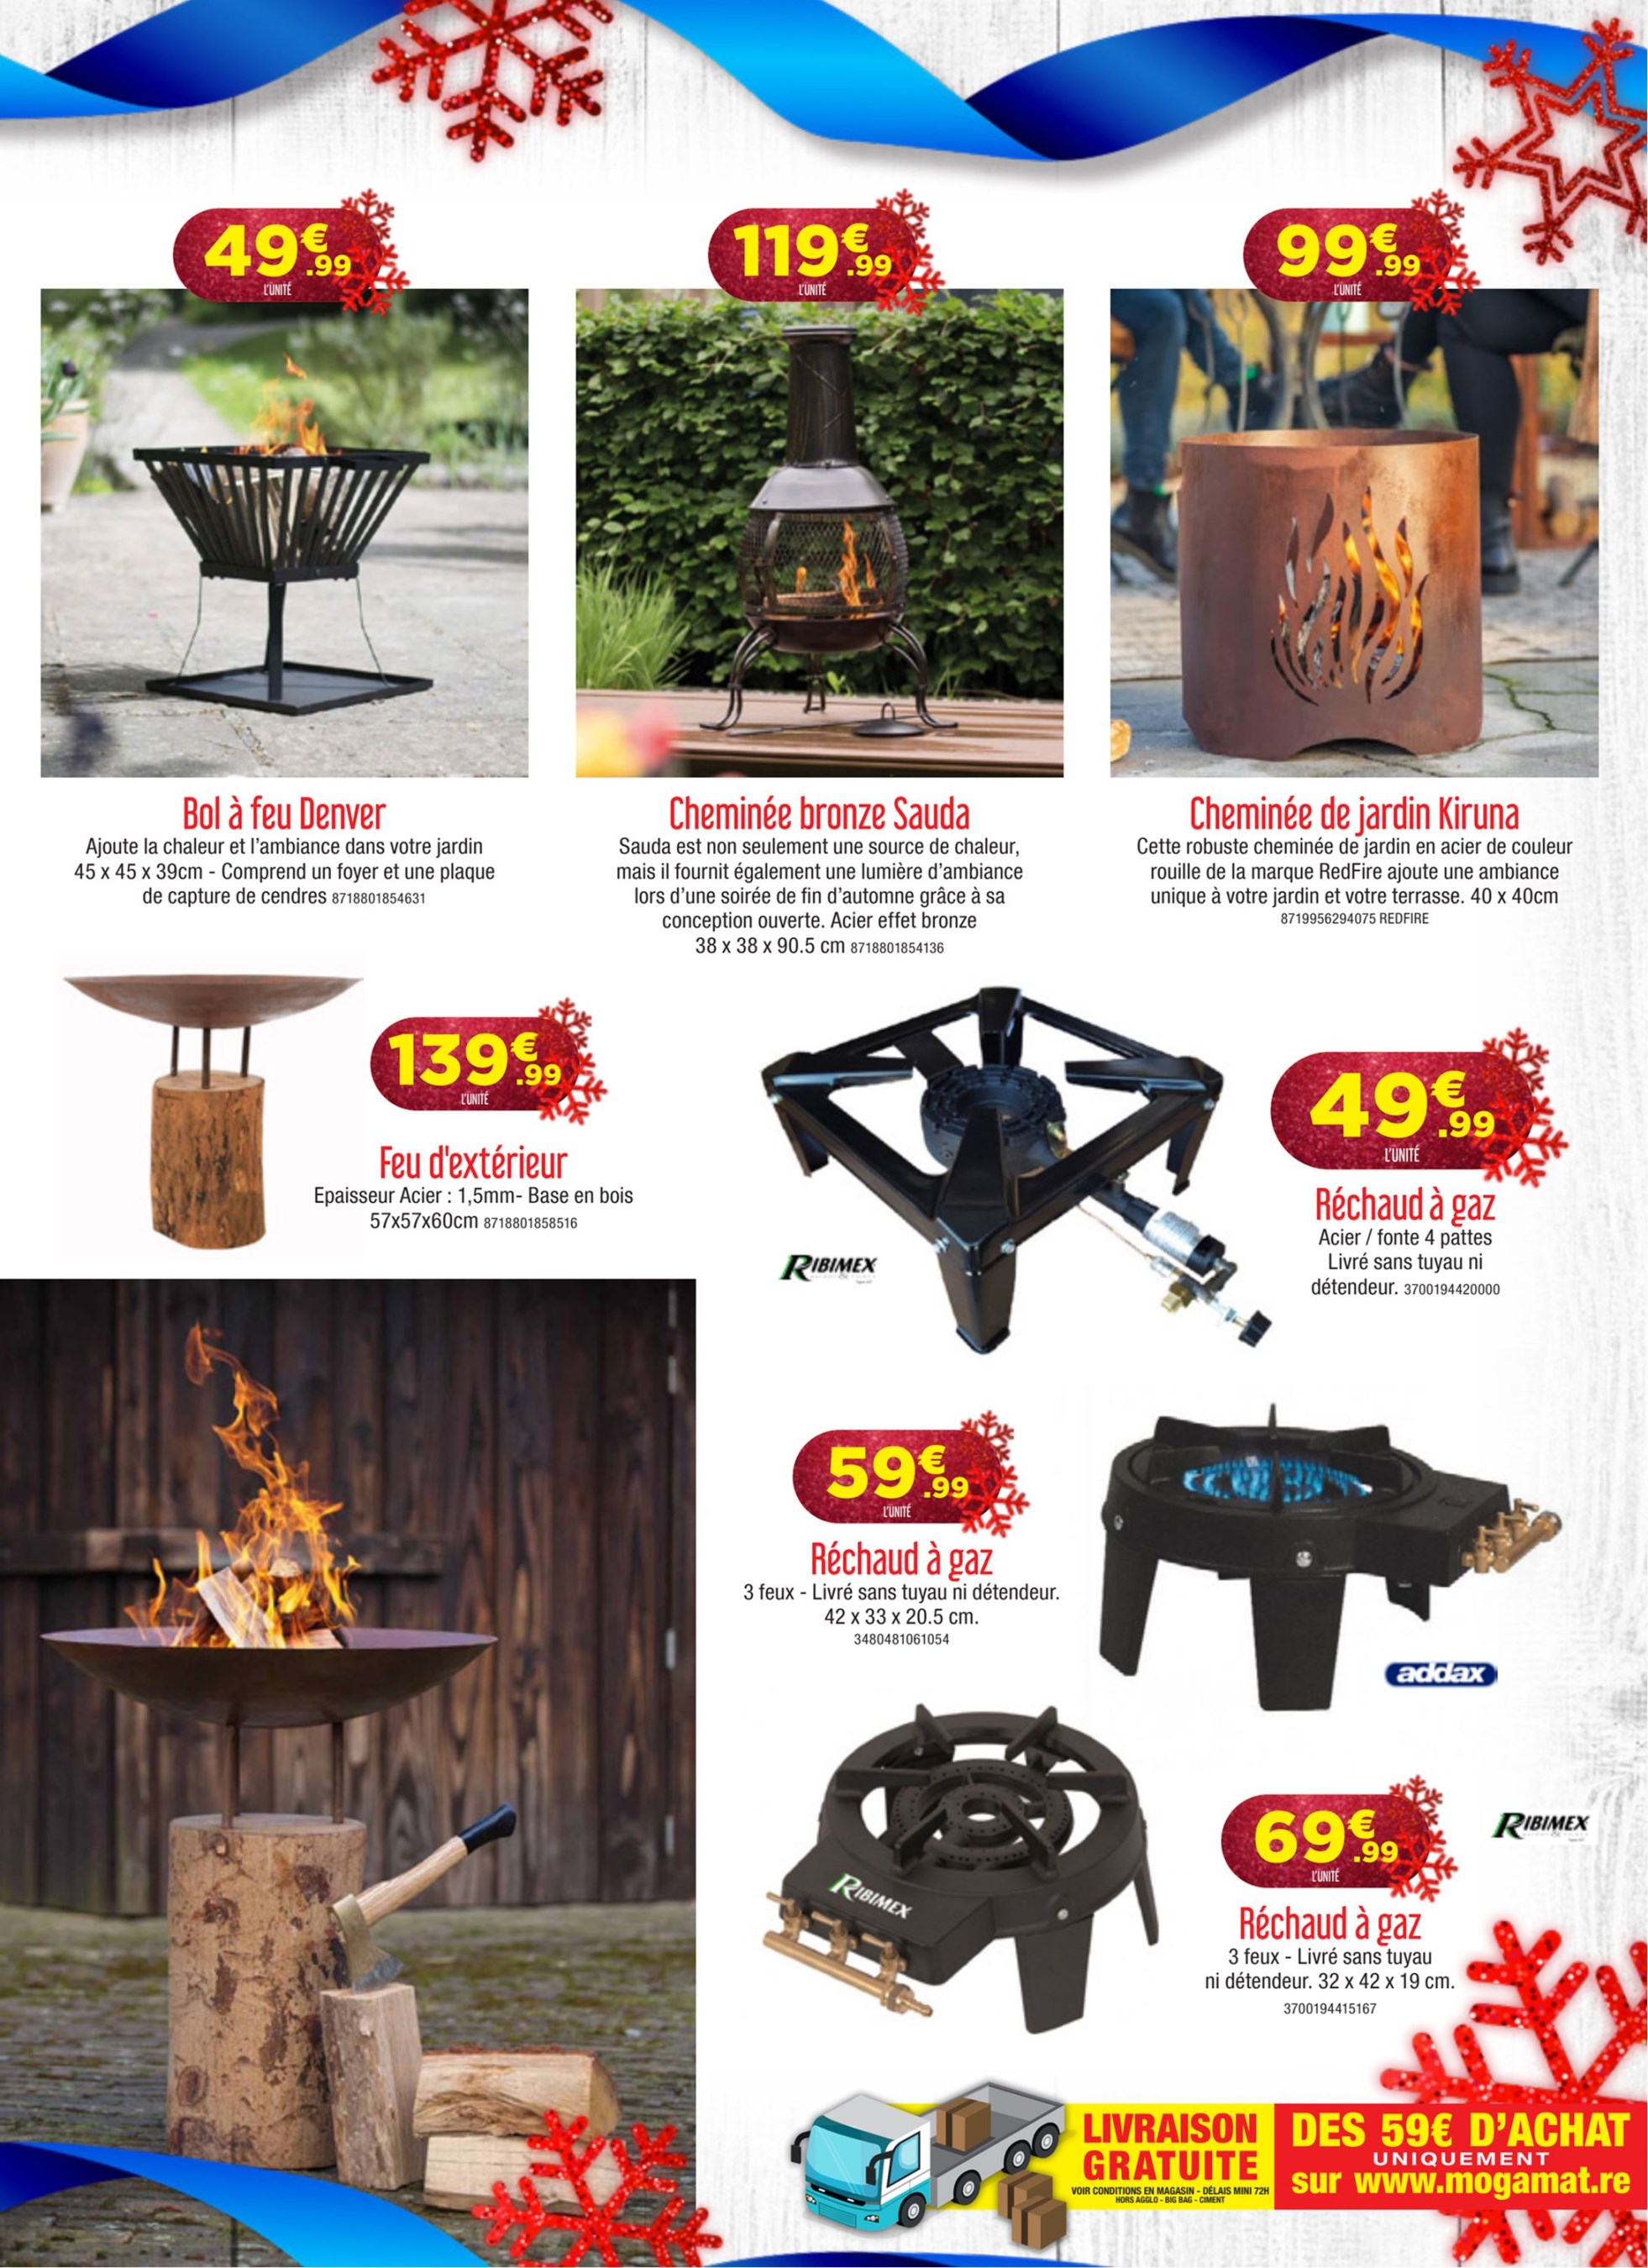 49€.99
L'UNITÉ
119€.99
L'UNITÉ
99€.99
L'UNITÉ
Bol à feu Denver
Ajoute la chaleur et l'ambiance dans votre jardin
45 x 45 x 39cm - Comprend un foyer et une plaque
de capture de cendres 8718801854631
Cheminée bronze Sauda
Sauda est non seulement une source de chaleur,
mais il fournit également une lumière d'ambiance
lors d'une soirée de fin d'automne grâce à sa
conception ouverte. Acier effet bronze
38 x 38 x 90.5 cm 8718801854136
Cheminée de jardin Kiruna
Cette robuste cheminée de jardin en acier de couleur
rouille de la marque RedFire ajoute une ambiance
unique à votre jardin et votre terrasse. 40 x 40cm
8719956294075 REDFIRE
139€.99
L'UNITÉ
Feu d'extérieur
Epaisseur Acier : 1,5mm- Base en bois
57x57x60cm 8718801858516
RIBIMEX
49€.99
L'UNITÉ
Réchaud à gaz
Acier / fonte 4 pattes
Livré sans tuyau ni
détendeur. 3700194420000
59€.99
L'UNITÉ
Réchaud à gaz
3 feux - Livré sans tuyau ni détendeur.
42 x 33 x 20.5 cm.
3480481061054
addax
RIBIMEX
69€.99
L'UNITÉ
RIBIMEX
Réchaud à gaz
3 feux - Livré sans tuyau
ni détendeur. 32 x 42 x 19 cm.
3700194415167
LIVRAISON
GRATUITE
VOIR CONDITIONS EN MAGASIN - DÉLAIS MINI 72H
HORS AGGLO - BIG BAG - CIMENT
DES 59€ D'ACHAT
UNIQUEMENT
sur www.mogamat.re